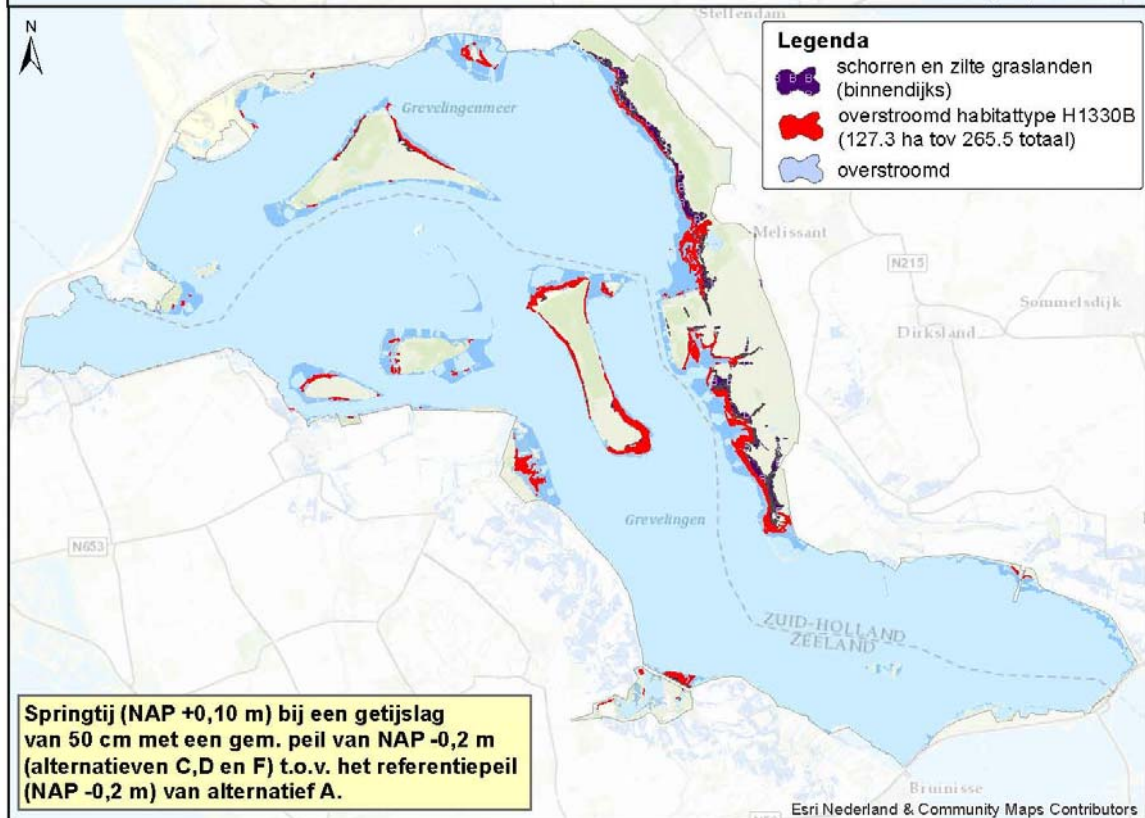 Stellendam
N
Legenda
schorren en zilte graslanden
(binnendijks)
overstroomd habitattype H1330B
(127.3 ha tov 265.5 totaal)
overstroomd
Grevelingenmeer
Melissant
N215
Sommelsdijk
Dirksland
Grevelingen
N653
ZUID-HOLLAND
ZEELAND
Springtij (NAP +0,10 m) bij een getijslag
van 50 cm met een gem. peil van NAP -0,2 m
(alternatieven C,D en F) t.o.v. het referentiepeil
(NAP -0,2 m) van alternatief A.
Bruinisse
Esri Nederland & Community Maps Contributors